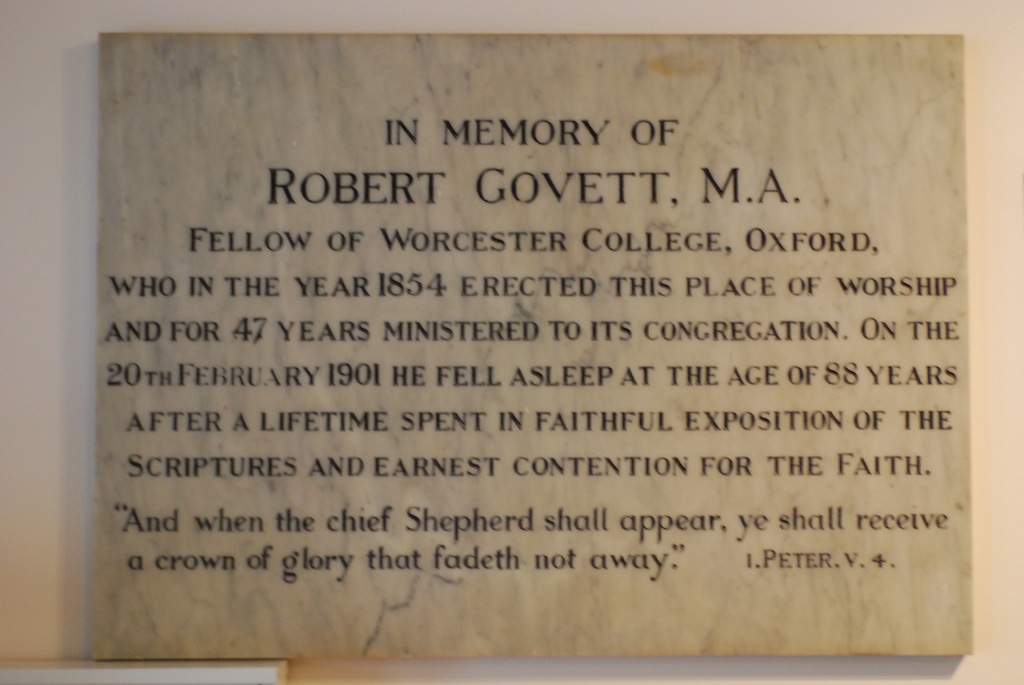 IN MEMORY OF
ROBERT GOVETT, M.A.
FELLOW OF WORCESTER COLLEGE, OXFORD,
WHO IN THE YEAR 1854 ERECTED THIS PLACE OF WORSHIP
AND FOR 47 YEARS MINISTERED TO ITS CONGREGATION. ON THE
20TH FEBRUARY 1901 HE FELL ASLEEP AT THE AGE OF 88 YEARS
AFTER A LIFETIME SPENT IN FAITHFUL EXPOSITION OF THE
SCRIPTURES AND EARNEST CONTENTION FOR THE FAITH.
"And when the chief Shepherd shall appear, ye shall receive
a crown of glory that fadeth not away." 1. PETER. V. 4.